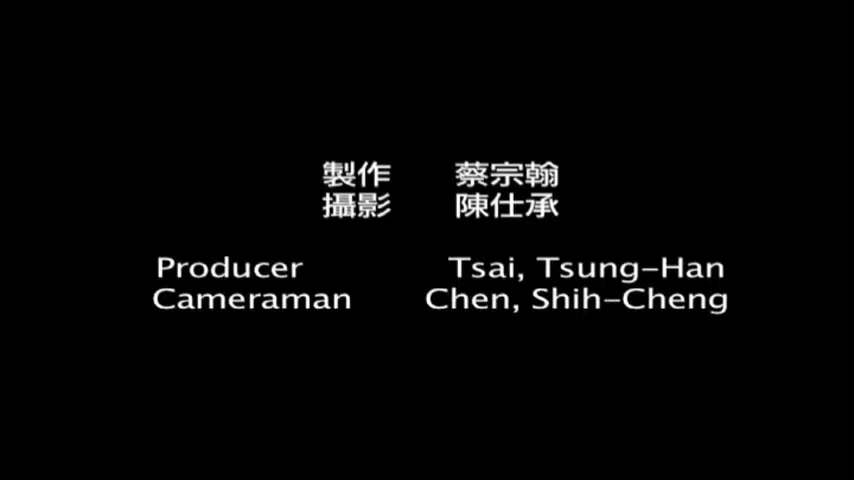 製作 蔡宗翰
攝影 陳仕承
Producer Tsai, Tsung-Han
Cameraman Chen, Shih-Cheng